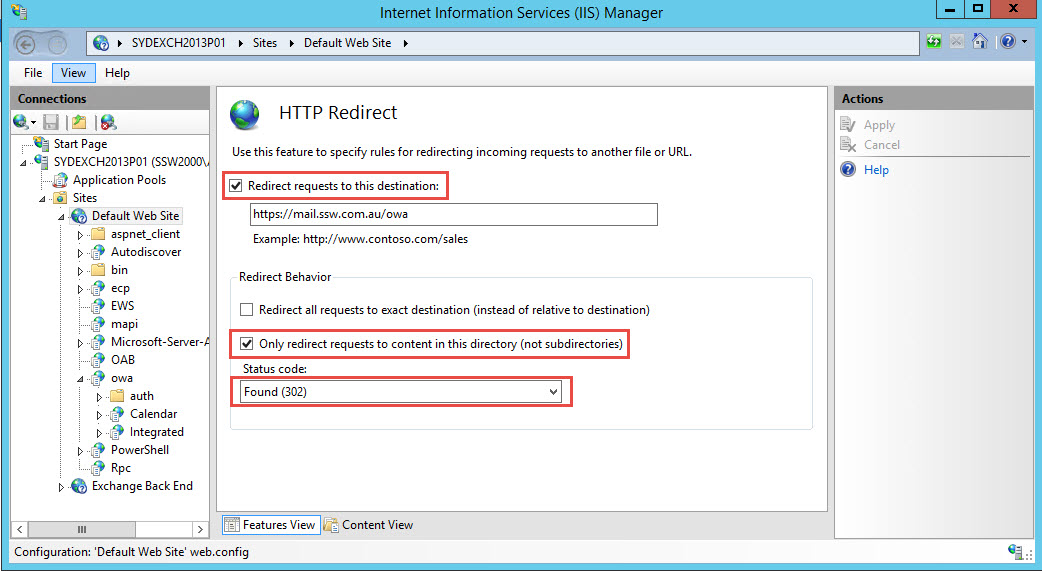 Internet Information Services (IIS) Manager
SYDEXCH2013P01 Sites Default Web Site
File View Help
Connections
Start Page
SYDEXCH2013P01 (SSW2000\
Application Pools
Sites
Default Web Site
aspnet_client
Autodiscover
bin
ecp
EWS
mapi
Microsoft-Server-A
OAB
owa
auth
Calendar
Integrated
PowerShell
Rpc
Exchange Back End
HTTP Redirect
Use this feature to specify rules for redirecting incoming requests to another file or URL.
Redirect requests to this destination:
https://mail.ssw.com.au/owa
Example: http://www.contoso.com/sales
Redirect Behavior
Redirect all requests to exact destination (instead of relative to destination)
Only redirect requests to content in this directory (not subdirectories)
Status code:
Found (302)
Features View Content View
Actions
Apply
Cancel
Help
Configuration: 'Default Web Site' web.config